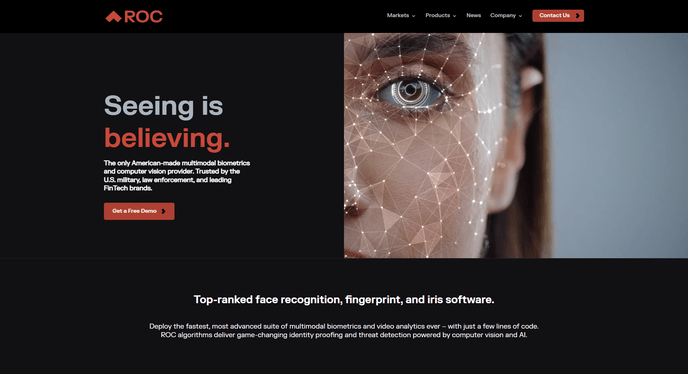 ROC
Markets Products News Company Contact Us
Seeing is
believing.
The only American-made multimodal biometrics
and computer vision provider. Trusted by the
U.S. military, law enforcement, and leading
FinTech brands.
Get a Free Demo
Top-ranked face recognition, fingerprint, and iris software.
Deploy the fastest, most advanced suite of multimodal biometrics and video analytics ever – with just a few lines of code.
ROC algorithms deliver game-changing identity proofing and threat detection powered by computer vision and AI.